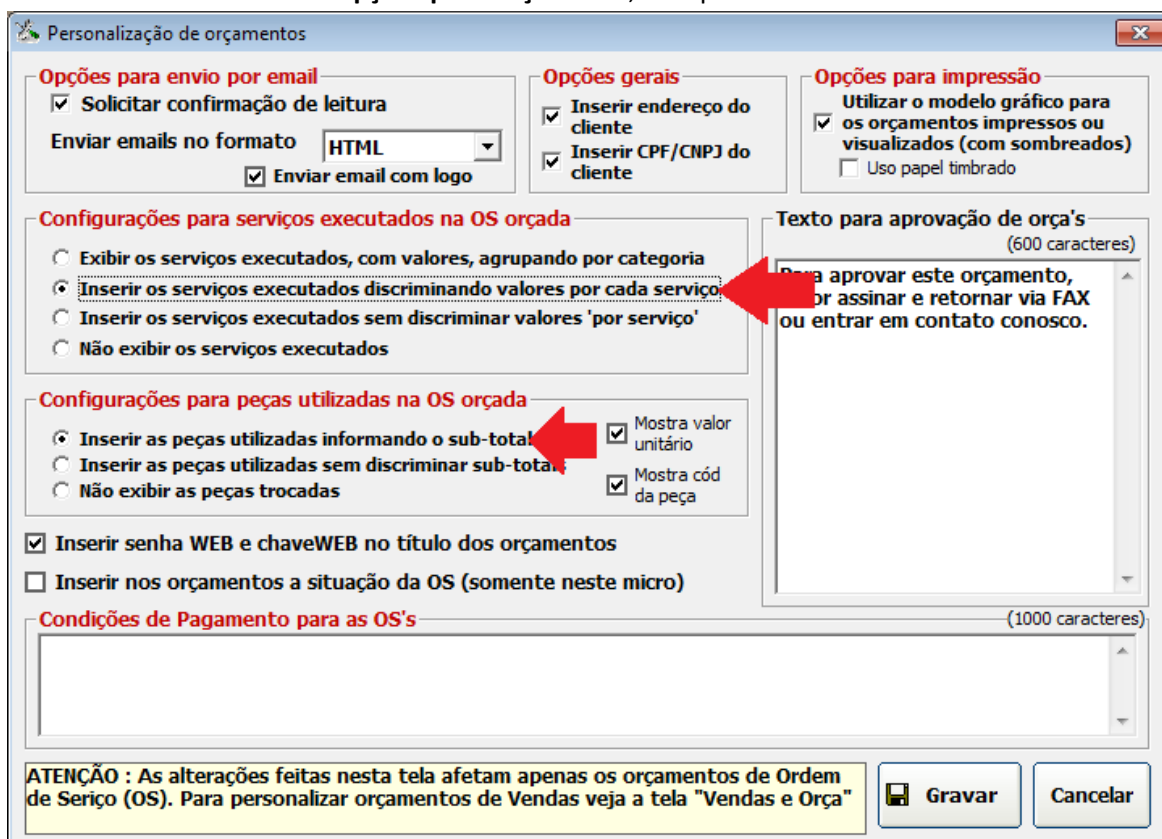 Personalização de orçamentos
Opções para envio por email
Solicitar confirmação de leitura
Enviar emails no formato
HTML
Enviar email com logo
Opções gerais
Inserir endereço do
cliente
Inserir CPF/CNPJ do
cliente
Opções para impressão
Utilizar o modelo gráfico para
os orçamentos impressos ou
visualizados (com sombreados)
Uso papel timbrado
Configurações para serviços executados na OS orçada
Exibir os serviços executados, com valores, agrupando por categoria
Inserir os serviços executados discriminando valores por cada serviço
Inserir os serviços executados sem discriminar valores 'por serviço'
Não exibir os serviços executados
Texto para aprovação de orça's
(600 caracteres)
Para aprovar este orçamento,
assinar e retornar via FAX
ou entrar em contato conosco.
Configurações para peças utilizadas na OS orçada
Inserir as peças utilizadas informando o sub-total
Inserir as peças utilizadas sem discriminar sub-totais
Não exibir as peças trocadas
Mostra valor
unitário
Mostra cód
da peça
Inserir senha WEB e chaveWEB no título dos orçamentos
Inserir nos orçamentos a situação da OS (somente neste micro)
Condições de Pagamento para as OS's
(1000 caracteres)
ATENÇÃO : As alterações feitas nesta tela afetam apenas os orçamentos de Ordem
de Seriço (OS). Para personalizar orçamentos de Vendas veja a tela "Vendas e Orça"
Gravar
Cancelar